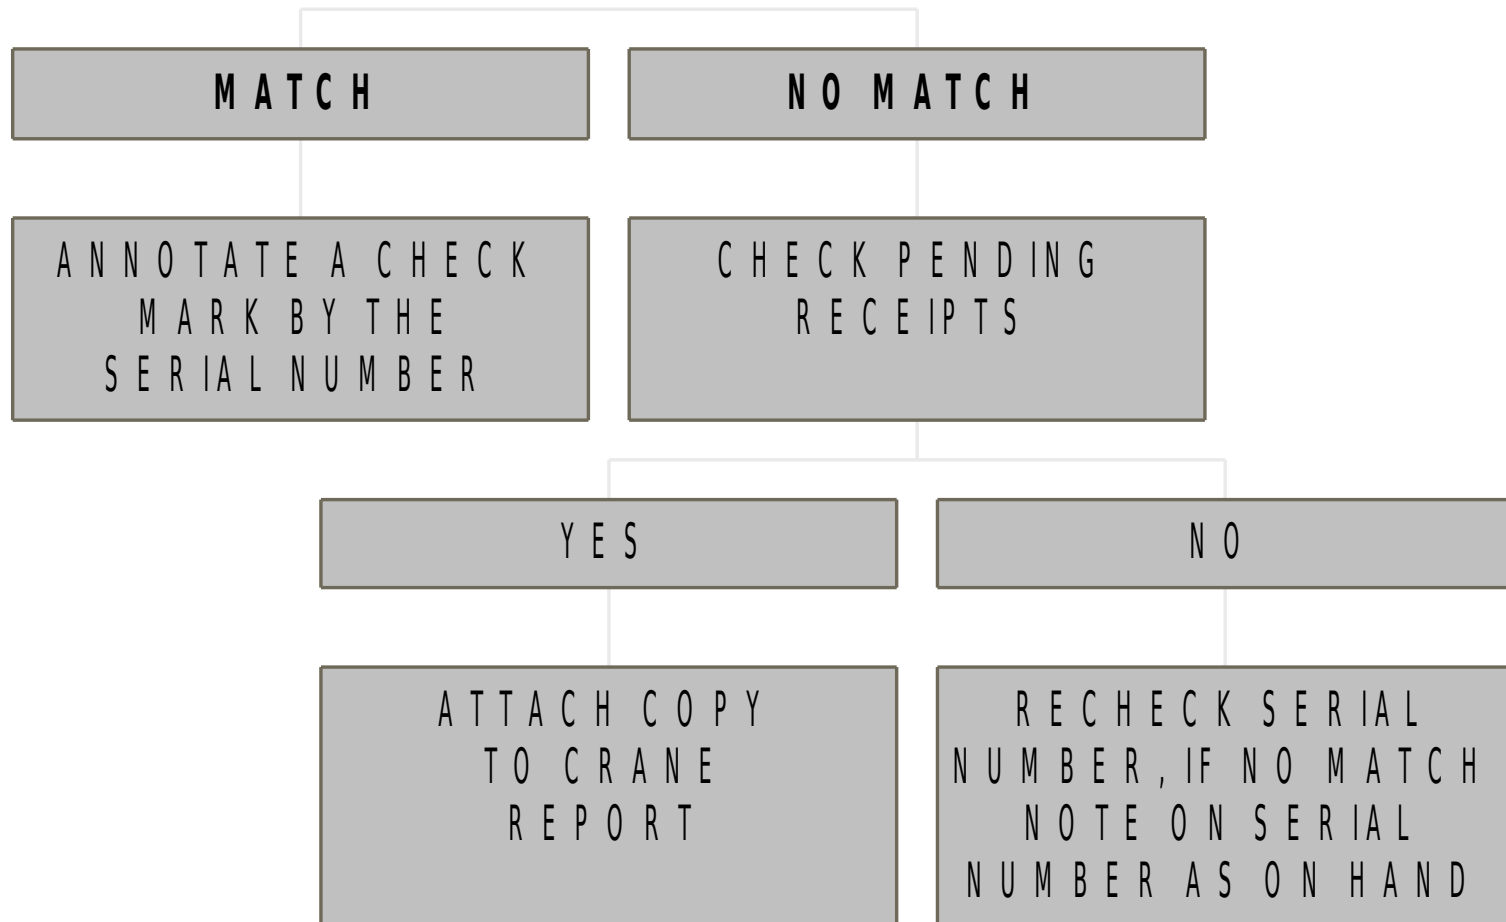 MATCH
NO MATCH
ANNOTATE A CHECK
MARK BY THE
SERIAL NUMBER
CHECK PENDING
RECEIPTS
YES
NO
ATTACH COPY
TO CRANE
REPORT
RECHECK SERIAL
NUMBER, IF NO MATCH
NOTE ON SERIAL
NUMBER AS ON HAND